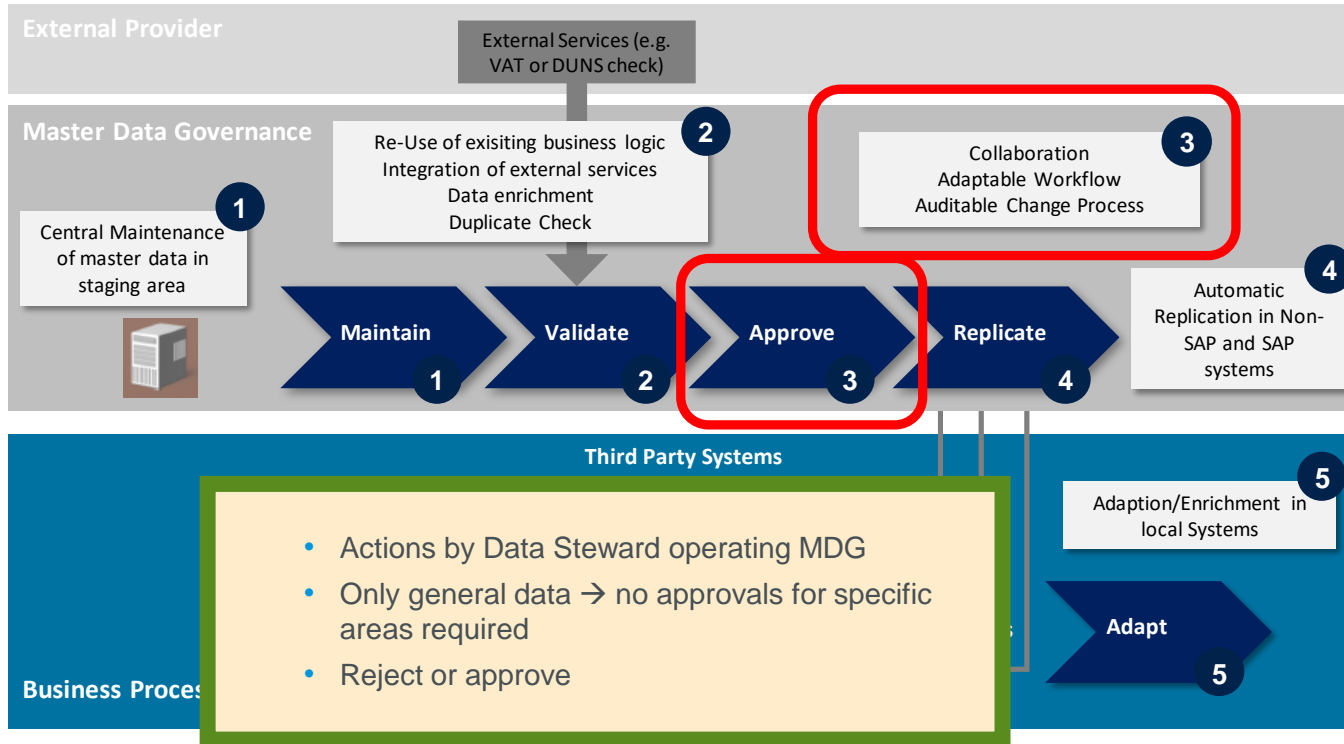 External Provider
External Services (e.g.
VAT or DUNS check)
Master Data Governance
1
Central Maintenance
of master data in
staging area
2
Re-Use of exisiting business logic
Integration of external services
Data enrichment
Duplicate Check
3
Collaboration
Adaptable Workflow
Auditable Change Process
4
Automatic
Replication in Non-
SAP and SAP
systems
Maintain
1
Validate
2
Approve
3
Replicate
4
Third Party Systems
5
Adaption/Enrichment in
local Systems
• Actions by Data Steward operating MDG
• Only general data → no approvals for specific
areas required
• Reject or approve
Adapt
5
Business